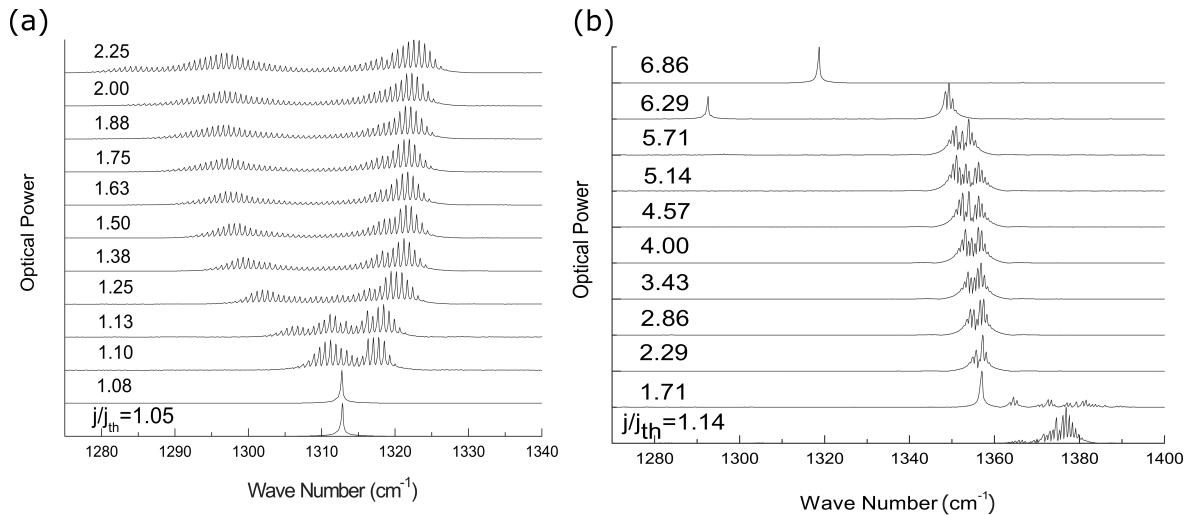 (a)
2.25
2.00
1.88
1.75
1.63
1.50
1.38
1.25
1.13
1.10
1.08
j/jth=1.05
Optical Power
1280 1290 1300 1310 1320 1330 1340
Wave Number (cm-1)
(b)
6.86
6.29
5.71
5.14
4.57
4.00
3.43
2.86
2.29
1.71
j/jth=1.14
Optical Power
1280 1300 1320 1340 1360 1380 1400
Wave Number (cm-1)